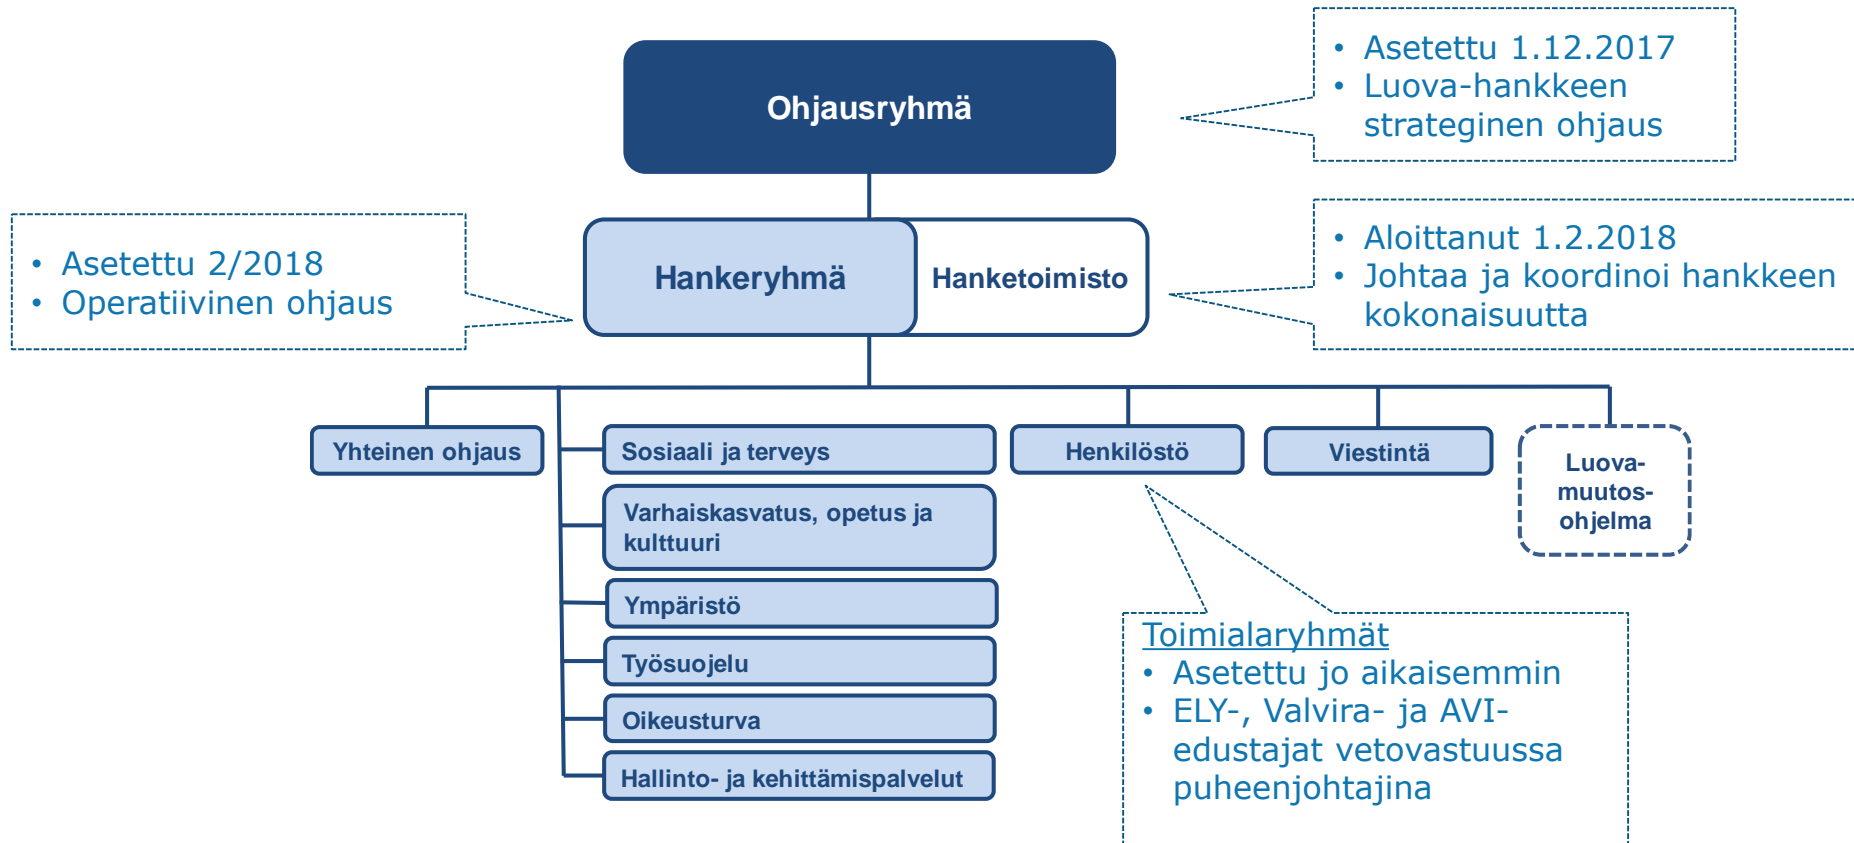 Ohjausryhmä
• Asetettu 1.12.2017
• Luova-hankkeen
strateginen ohjaus
• Asetettu 2/2018
• Operatiivinen ohjaus
Hankeryhmä
Hanketoimisto
• Aloittanut 1.2.2018
• Johtaa ja koordinoi hankkeen
kokonaisuutta
Yhteinen ohjaus
Sosiaali ja terveys
Varhaiskasvatus, opetus ja
kulttuuri
Ympäristö
Työsuojelu
Oikeusturva
Hallinto- ja kehittämispalvelut
Henkilöstö
Viestintä
Luova-
muutos-
ohjelma
Toimialaryhmät
• Asetettu jo aikaisemmin
• ELY-, Valvira- ja AVI-
edustajat vetovastuussa
puheenjohtajina